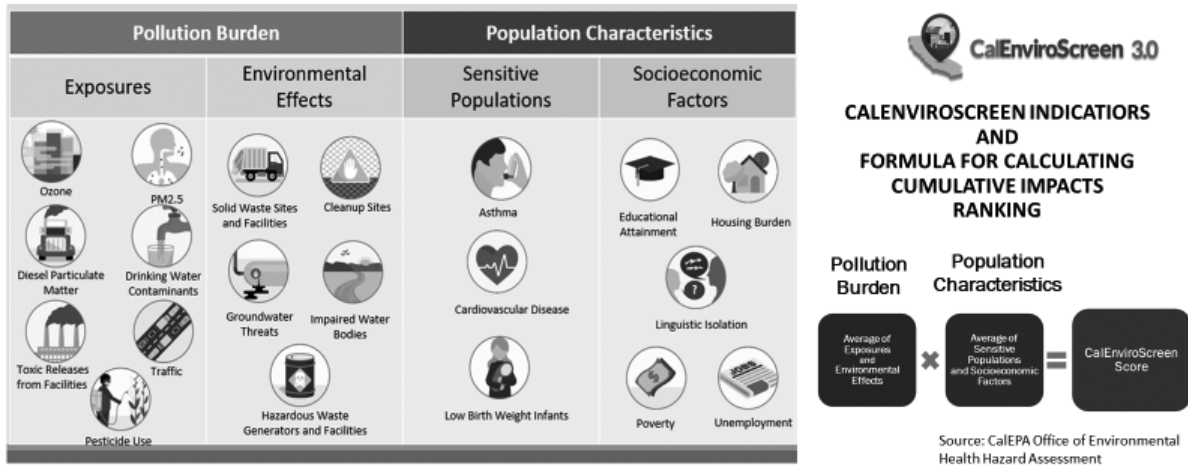 Pollution Burden
Population Characteristics
Exposures
Environmental
Effects
Sensitive
Populations
Socioeconomic
Factors
Ozone
PM2.5
Diesel Particulate
Matter
Drinking Water
Contaminants
Toxic Releases
from Facilities
Traffic
Pesticide Use
Solid Waste Sites
and Facilities
Cleanup Sites
Groundwater
Threats
Impaired Water
Bodies
Hazardous Waste
Generators and Facilities
Asthma
Cardiovascular Disease
Low Birth Weight Infants
Educational
Attainment
Housing Burden
?
Linguistic Isolation
$
Poverty
JOBS
Unemployment
CalEnviroScreen 3.0
CALENVIROSCREEN INDICATIORS
AND
FORMULA FOR CALCULATING
CUMULATIVE IMPACTS
RANKING
Pollution
Burden
Population
Characteristics
Average of
Exposures
and
Environmental
Effects
×
Average of
Sensitive
Populations
and Socioeconomic
Factors
=
CalEnviroScreen
Score
Source: CalEPA Office of Environmental
Health Hazard Assessment